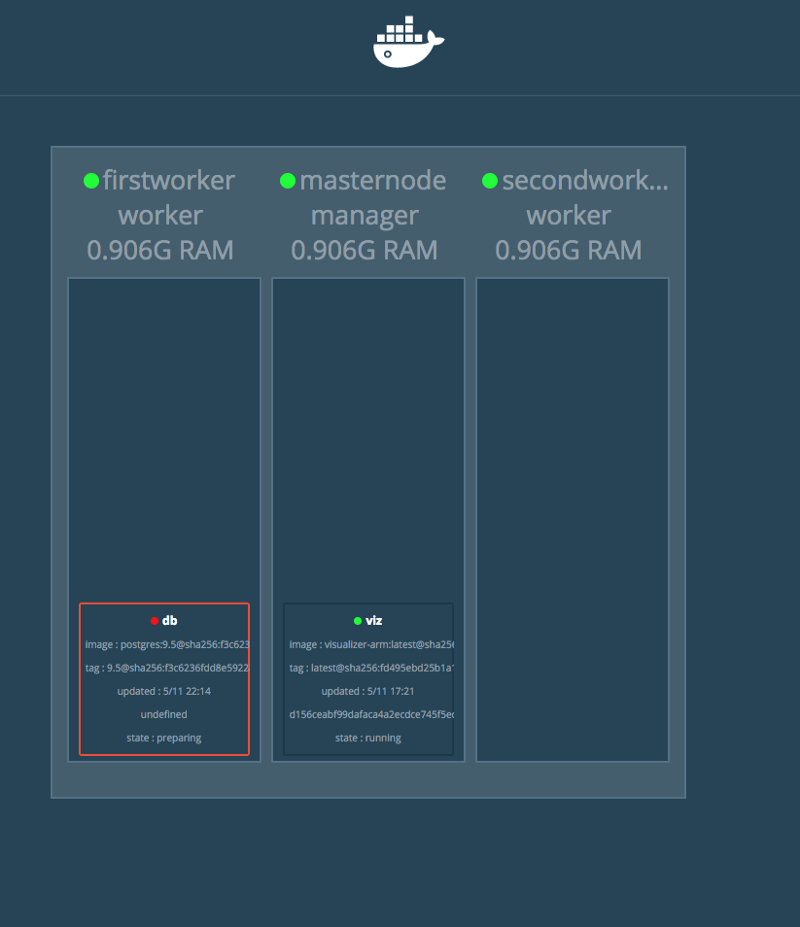 firstworker
worker
0.906G RAM
masternode
manager
0.906G RAM
secondwork...
worker
0.906G RAM
db
image : postgres:9.5@sha256:f3c623
tag : 9.5@sha256:f3c6236fdd8e5922
updated : 5/11 22:14
undefined
state : preparing
viz
image : visualizer-arm:latest@sha256
tag : latest@sha256:fd495ebd25b1a1
updated : 5/11 17:21
d156ceabf99dafaca4a2ecdce745f5ec
state : running